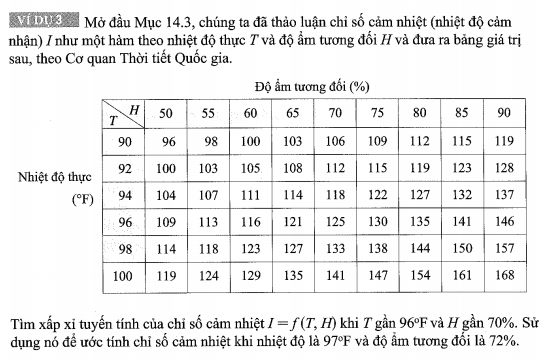 VÍ DỤ 3 Mở đầu Mục 14.3, chúng ta đã thảo luận chỉ số cảm nhiệt (nhiệt độ cảm
nhận) I như một hàm theo nhiệt độ thực T và độ ẩm tương đối H và đưa ra bảng giá trị
sau, theo Cơ quan Thời tiết Quốc gia.
Độ ẩm tương đối (%)
T H 50 55 60 65 70 75 80 85 90
90 96 98 100 103 106 109 112 115 119
92 100 103 105 108 112 115 119 123 128
Nhiệt độ thực
(°F)
94 104 107 111 114 118 122 127 132 137
96 109 113 116 121 125 130 135 141 146
98 114 118 123 127 133 138 144 150 157
100 119 124 129 135 141 147 154 161 168
Tìm xấp xỉ tuyến tính của chỉ số cảm nhiệt I = f (T, H) khi T gần 96°F và H gần 70%. Sử
dụng nó để ước tính chỉ số cảm nhiệt khi nhiệt độ là 97°F và độ ẩm tương đối là 72%.